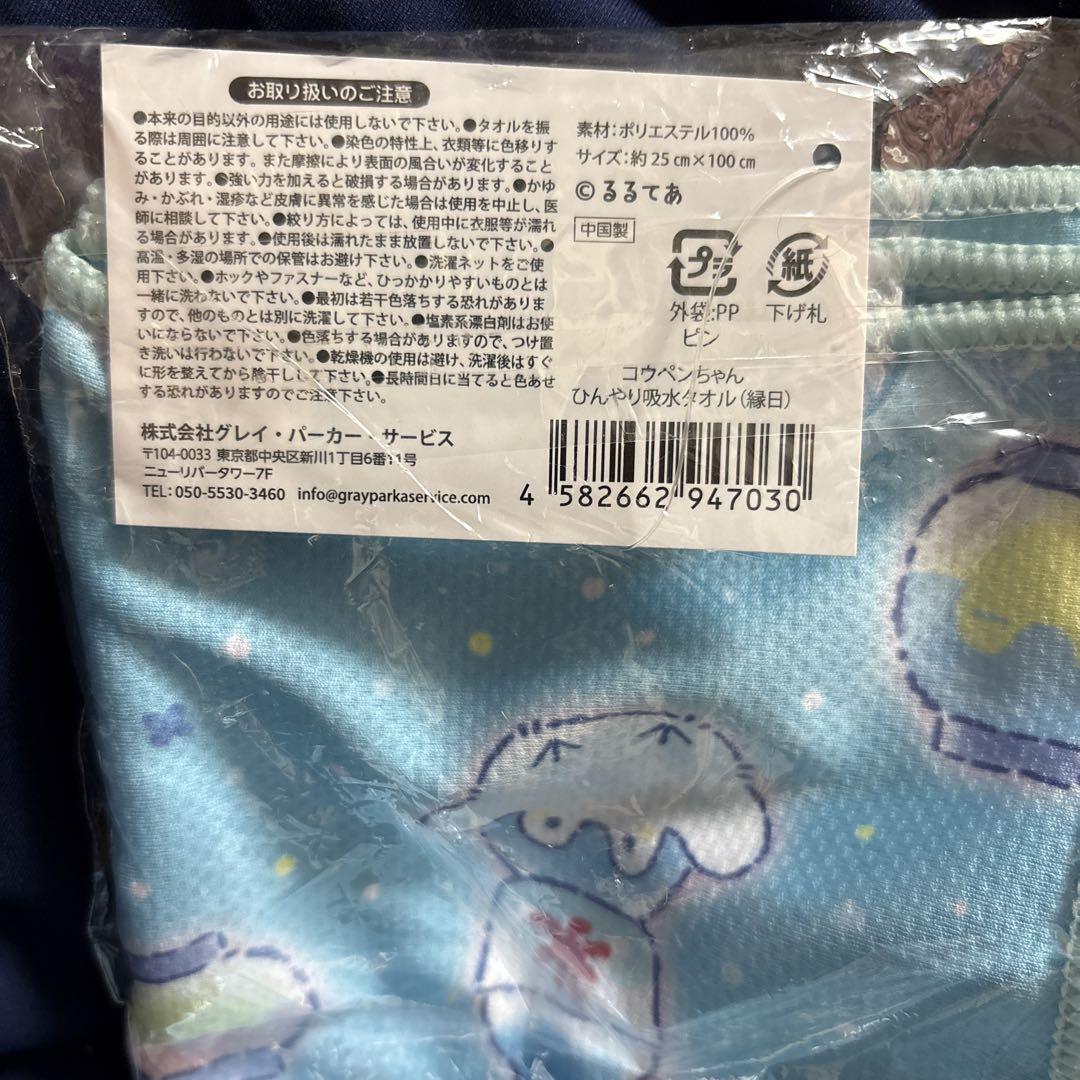 お取り扱いのご注意
●本来の目的以外の用途には使用しないで下さい。●タオルを振
る際は周囲に注意して下さい。●染色の特性上、衣類等に色移りす
ることがあります。また摩擦により表面の風合いが変化すること
があります。●強い力を加えると破損する場合があります。●かゆ
み・かぶれ・湿疹など皮膚に異常を感じた場合は使用を中止し、医
師に相談して下さい。●絞り方によっては、使用中に衣服等が濡れ
る場合があります。●使用後は濡れたまま放置しないで下さい。●
高温・多湿の場所での保管はお避け下さい。●洗濯ネットをご使
用下さい。●ホックやファスナーなど、ひっかかりやすいものとは
一緒に洗わないで下さい。●最初は若干色落ちする恐れがありま
すので、他のものとは別に洗濯して下さい。●塩素系漂白剤はお使
いにならないで下さい。●色落ちする場合がありますので、つけ置
き洗いは行わないで下さい。●乾燥機の使用は避け、洗濯後はすぐ
に形を整えてから陰干しして下さい。●長時間日に当てると色あせ
する恐れがありますのでご注意下さい。
株式会社グレイ・パーカー・サービス
〒104-0033 東京都中央区新川1丁目6番11号
ニューリバータワー7F
TEL: 050-5530-3460 info@grayparkaservice.com
素材:ポリエステル100%
サイズ:約25㎝×100㎝
©るるてあ
中国製
プラ 紙
外袋:PP 下げ札
ピン
コウペンちゃん
ひんやり吸水タオル(縁日)
4 582662 947030